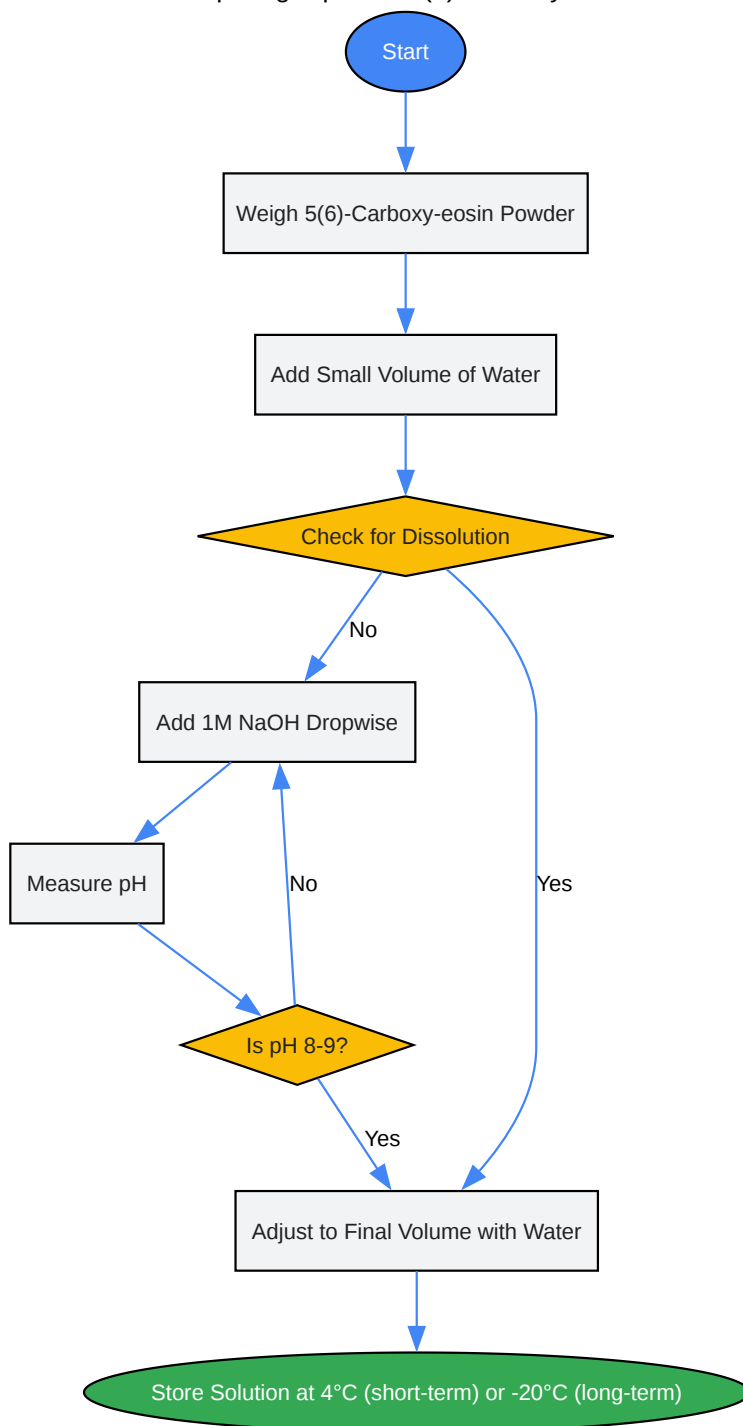 Start
Weigh 5(6)-Carboxy-eosin Powder
Add Small Volume of Water
Check for Dissolution
No
Add 1M NaOH Dropwise
Measure pH
No
Yes
Is pH 8-9?
Yes
Adjust to Final Volume with Water
Store Solution at 4°C (short-term) or -20°C (long-term)